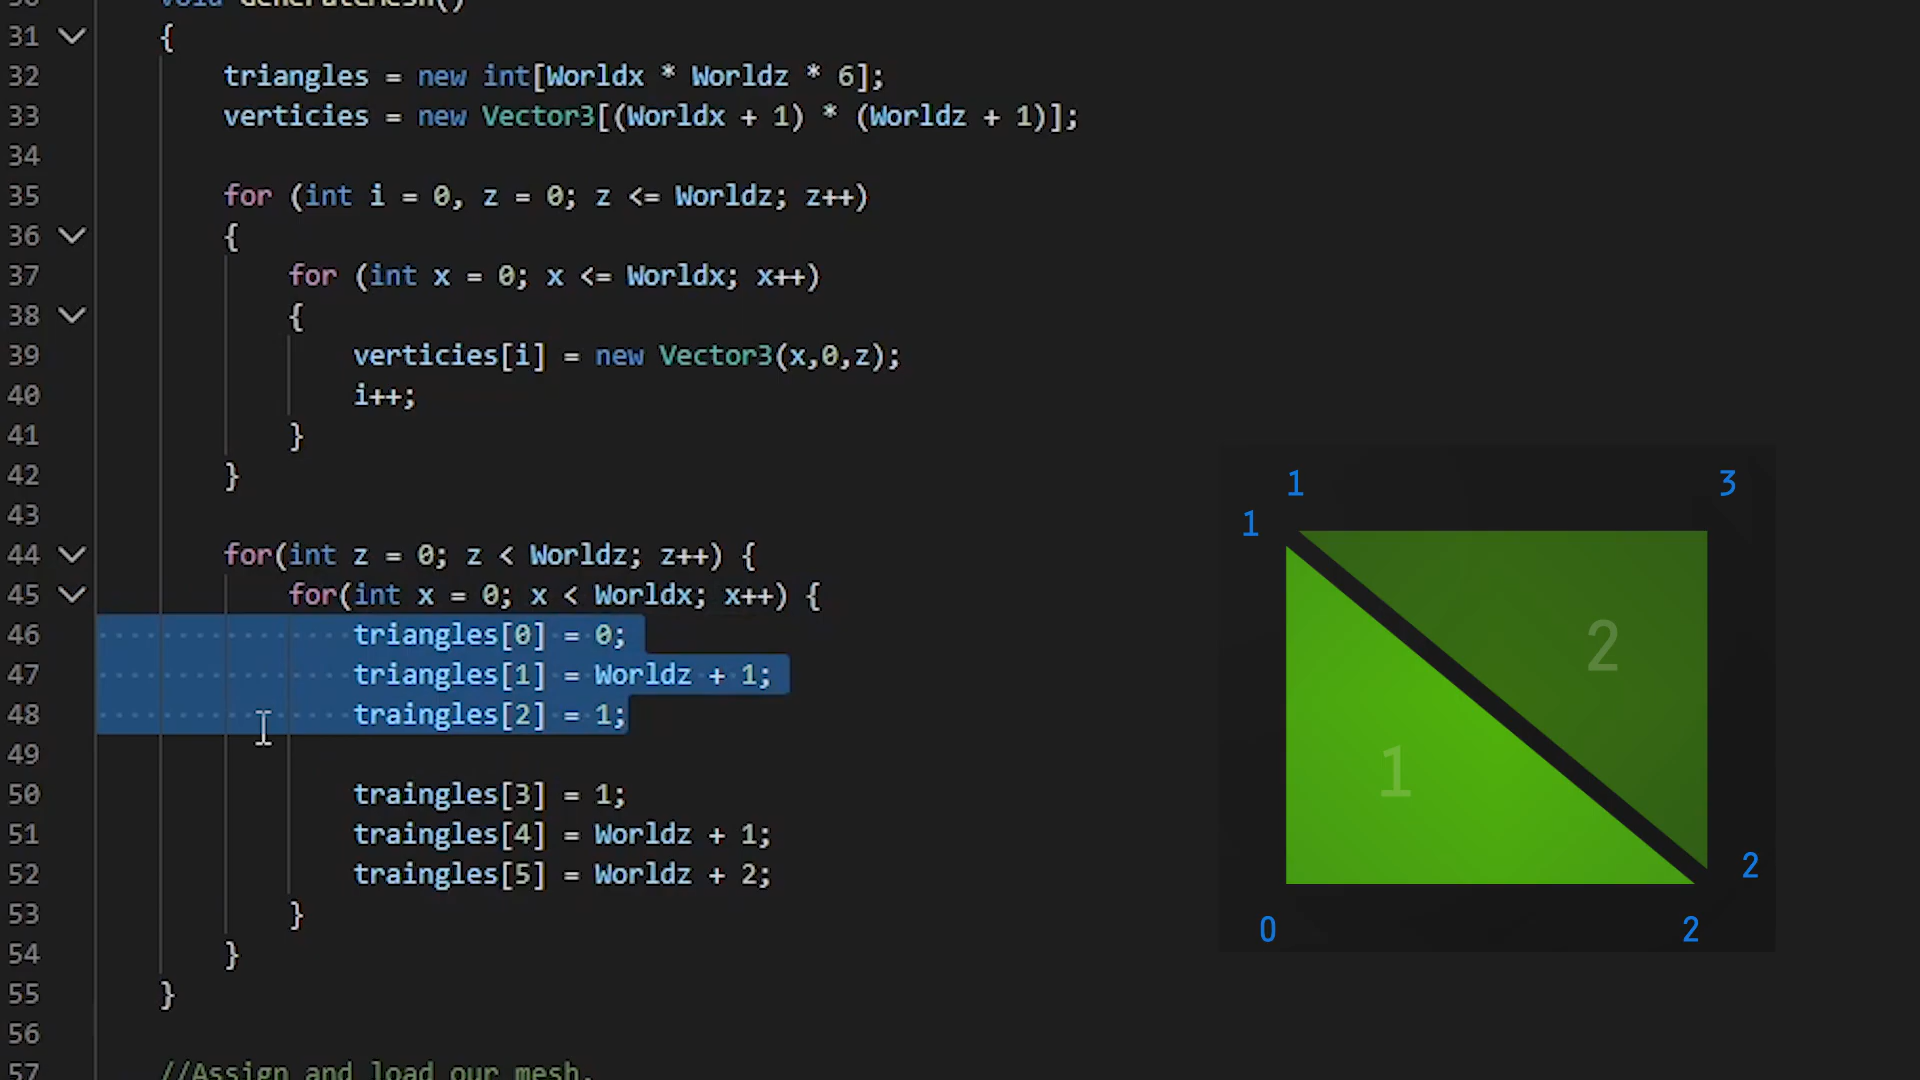 30 void GenerateMesh()
31 {
32 triangles = new int[Worldx * Worldz * 6];
33 verticies = new Vector3[(Worldx + 1) * (Worldz + 1)];
34
35 for (int i = 0, z = 0; z <= Worldz; z++)
36 {
37 for (int x = 0; x <= Worldx; x++)
38 {
39 verticies[i] = new Vector3(x,0,z);
40 i++;
41 }
42 }
43
44 for(int z = 0; z < Worldz; z++) {
45 for(int x = 0; x < Worldx; x++) {
46 triangles[0] = 0;
47 triangles[1] = Worldz + 1;
48 traingles[2] = 1;
49
50 traingles[3] = 1;
51 traingles[4] = Worldz + 1;
52 traingles[5] = Worldz + 2;
53 }
54 }
55 }
56
57 //Assign and load our mesh.
1 3
1
2
1
2
0 2